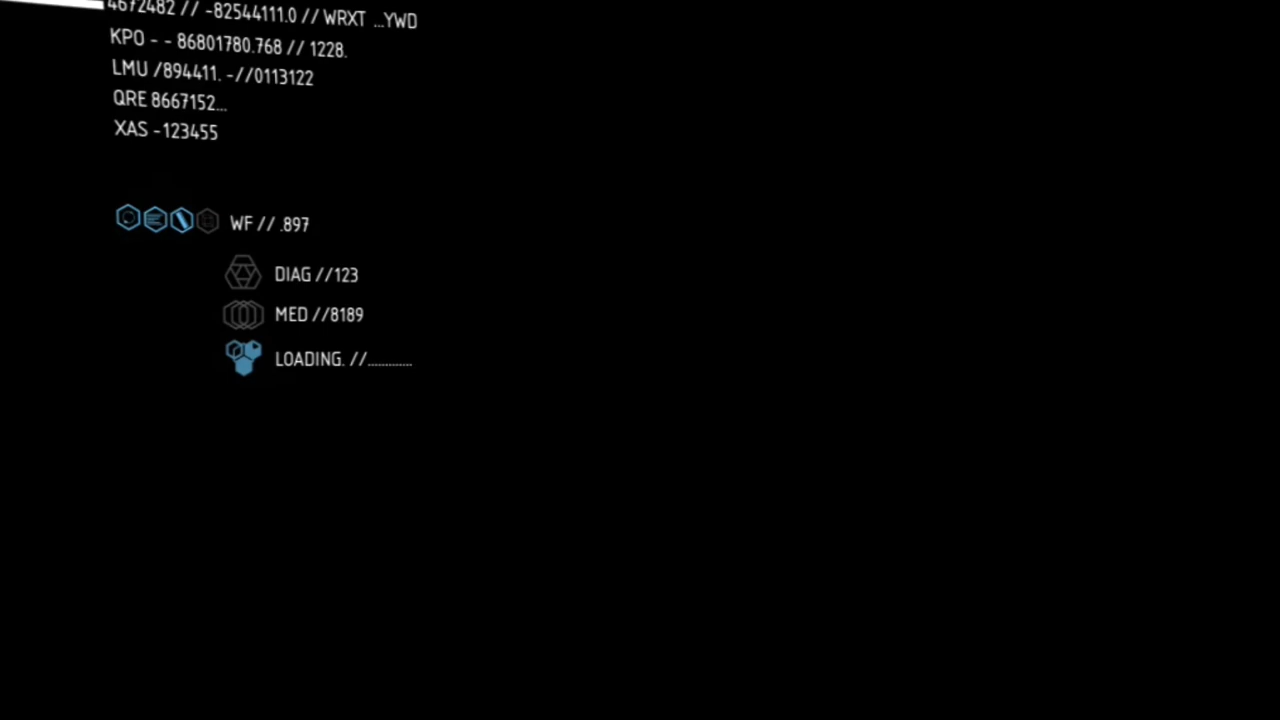 4672482 // -82544111.0 // WRXT ...YWD
KPO - - 86801780.768 // 1228.
LMU /894411. -//0113122
QRE 8667152...
XAS -123455
WF // .897
DIAG //123
MED //8189
LOADING. //.............